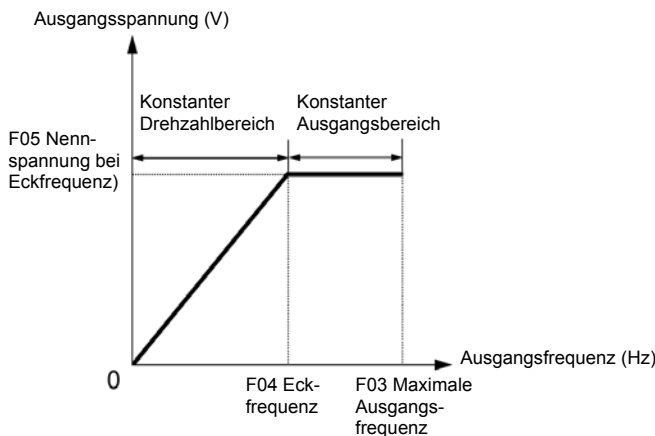 Ausgangsspannung (V)
Konstanter
Drehzahlbereich
Konstanter
Ausgangsbereich
F05 Nenn-
spannung bei
Eckfrequenz)
0
Ausgangsfrequenz (Hz)
F04 Eck-
frequenz
F03 Maximale
Ausgangs-
frequenz